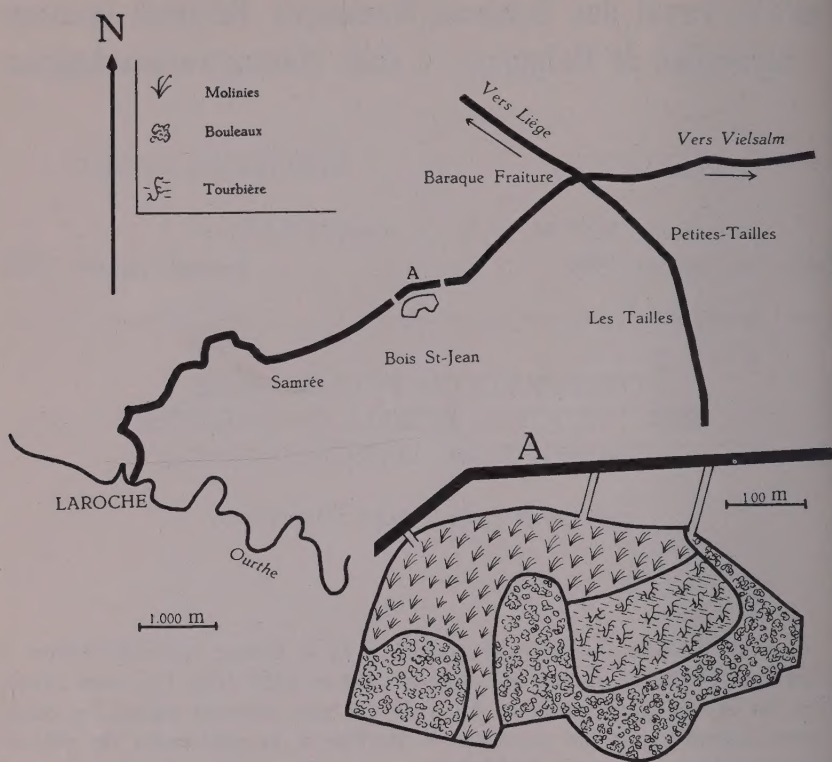 N
Molinies
Bouleaux
Tourbière
Vers Liège
Vers Vielsalm
Baraque Fraiture
Petites-Tailles
A
Les Tailles
Bois St-Jean
Samrée
A
LAROCHE
100 m
Ourthe
1.000 m